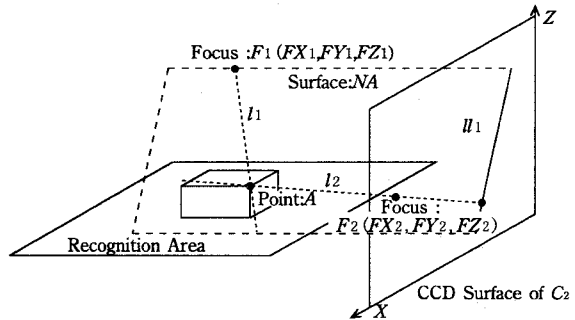 Z
Focus :F1 (FX1,FY1,FZ1)
Surface:NA
l1
ll1
l2
Point:A
Focus :
F2 (FX2, FY2, FZ2)
Recognition Area
CCD Surface of C2
X